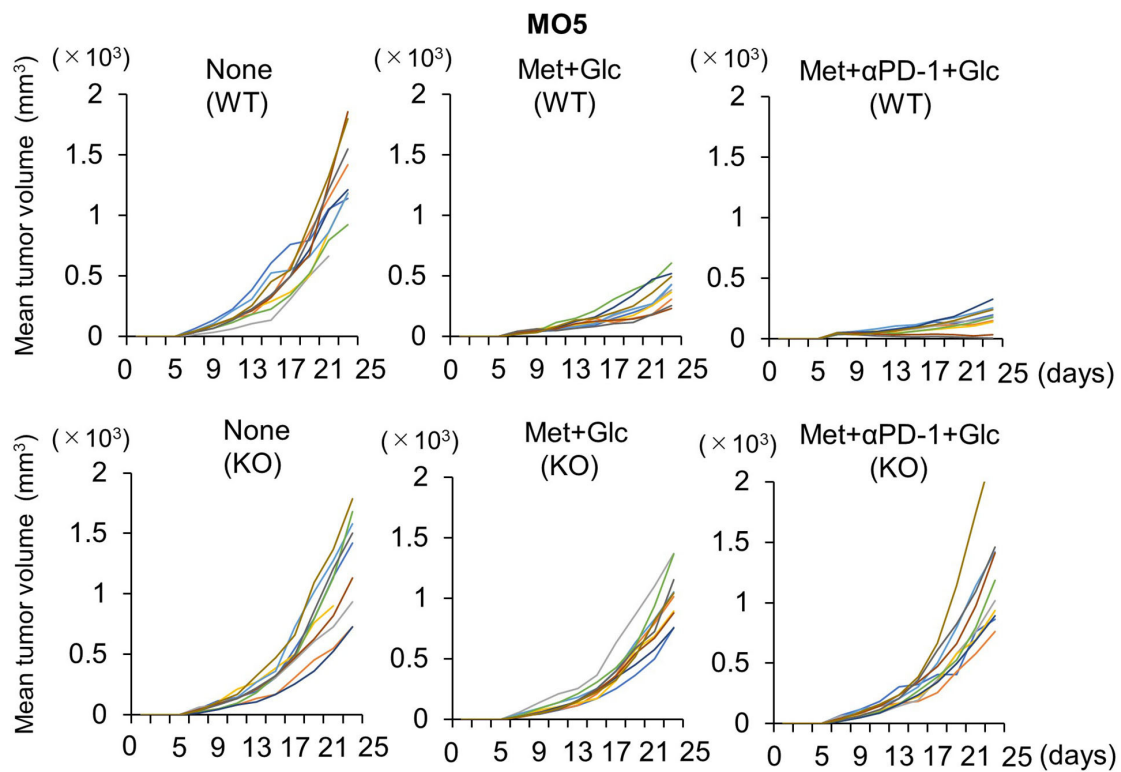 MO5
(×10³) (×10³) (×10³)
None Met+Glc Met+αPD-1+Glc
(WT) (WT) (WT)
Mean tumor volume (mm³)
2 2 2
1.5 1.5 1.5
1 1 1
0.5 0.5 0.5
0 0 0
0 5 9 13 17 21 25 0 5 9 13 17 21 25 0 5 9 13 17 21 25 (days)
(×10³) (×10³) (×10³)
None Met+Glc Met+αPD-1+Glc
(KO) (KO) (KO)
Mean tumor volume (mm³)
2 2 2
1.5 1.5 1.5
1 1 1
0.5 0.5 0.5
0 0 0
0 5 9 13 17 21 25 0 5 9 13 17 21 25 0 5 9 13 17 21 25 (days)